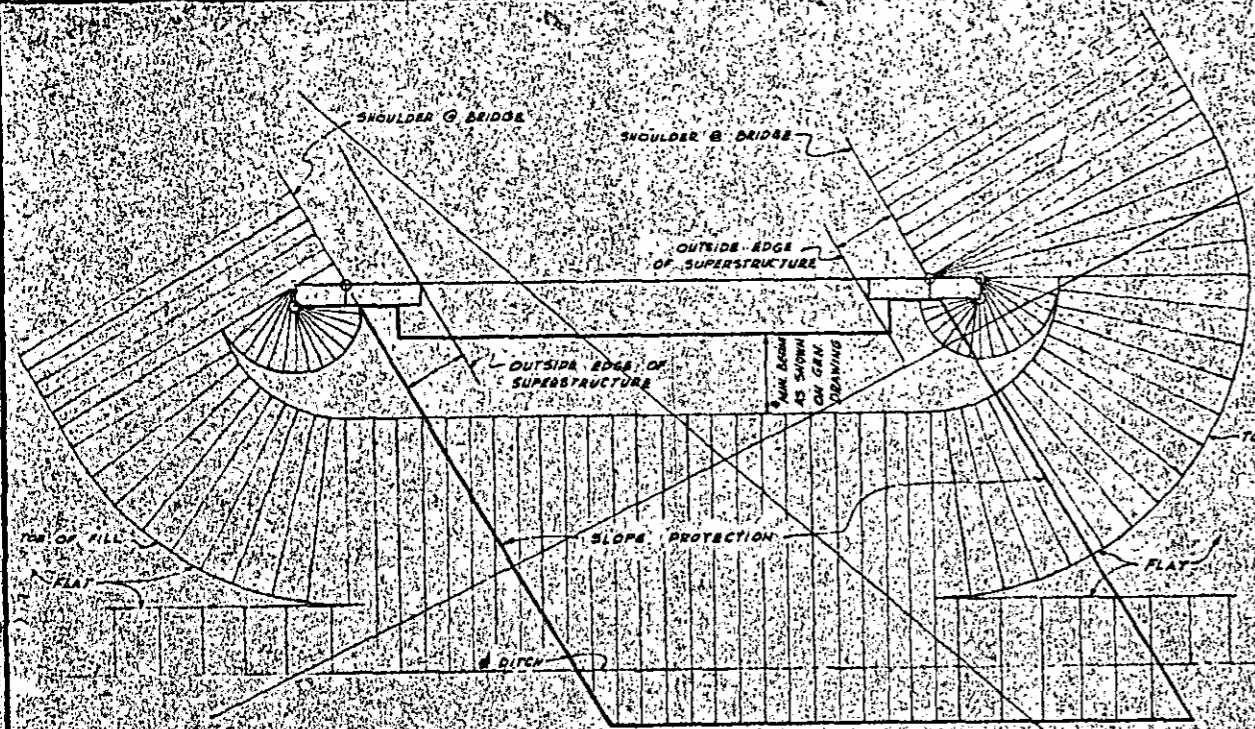 SHOULDER @ BRIDGE
SHOULDER @ BRIDGE
OUTSIDE EDGE
OF SUPERSTRUCTURE
OUTSIDE EDGE OF
SUPERSTRUCTURE
AS SHOWN
ON GEN.
DRAWING
SLOPE PROTECTION
TOE OF FILL
FLAT
FLAT
T
℄ DITCH